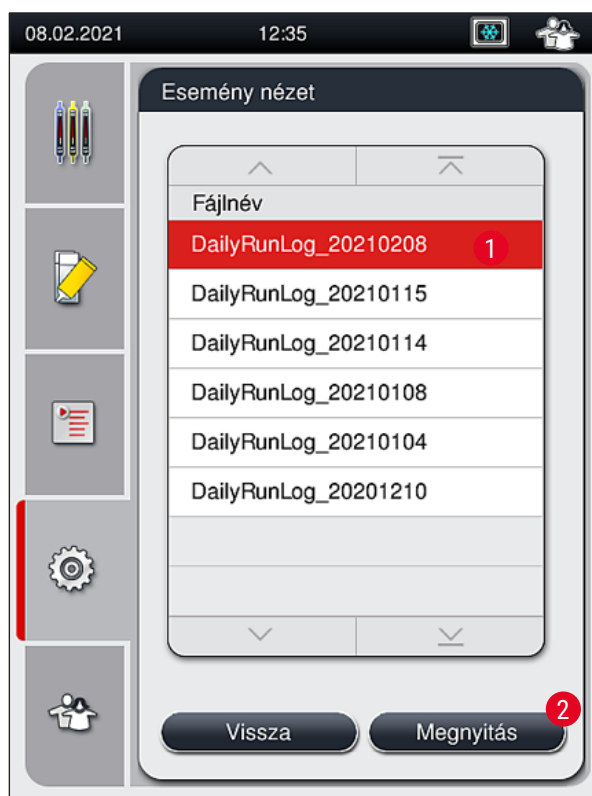 08.02.2021 12:35
Esemény nézet
Fájlnév
DailyRunLog_20210208 1
DailyRunLog_20210115
DailyRunLog_20210114
DailyRunLog_20210108
DailyRunLog_20210104
DailyRunLog_20201210
Vissza Megnyitás 2